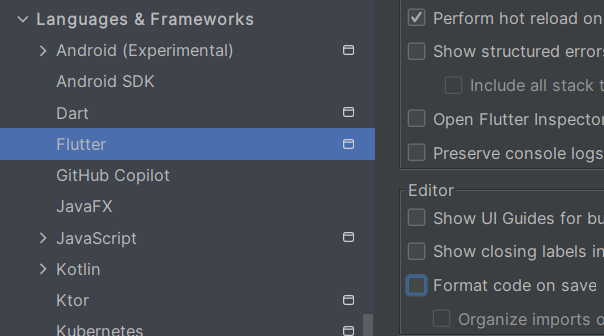 Languages & Frameworks
Android (Experimental)
Android SDK
Dart
Flutter
GitHub Copilot
JavaFX
JavaScript
Kotlin
Ktor
Kubernetes
Perform hot reload on
Show structured errors
Include all stack t
Open Flutter Inspector
Preserve console logs
Editor
Show UI Guides for bu
Show closing labels in
Format code on save
Organize imports o